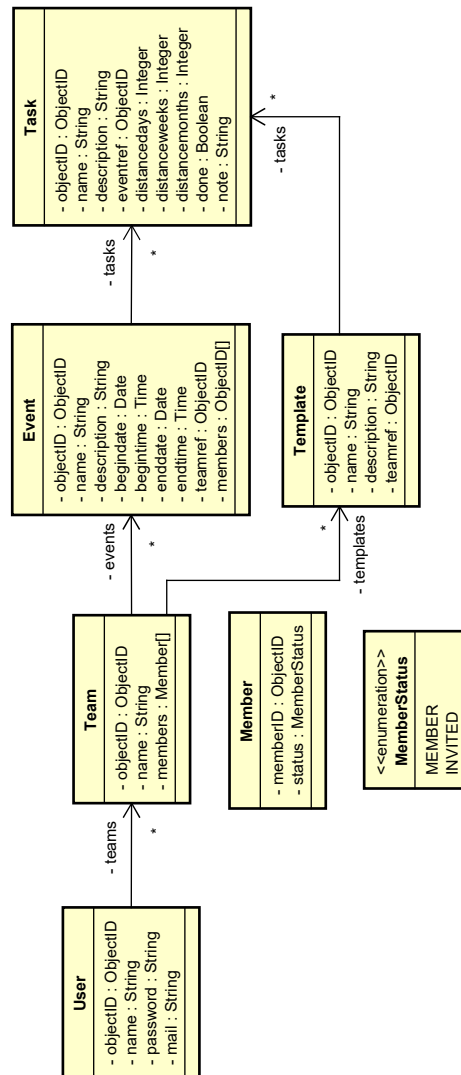 User
- objectID : ObjectID
- name : String
- password : String
- mail : String
- teams
*
Team
- objectID : ObjectID
- name : String
- members : Member[]
- events
*
Event
- objectID : ObjectID
- name : String
- description : String
- begindate : Date
- begintime : Time
- enddate : Date
- endtime : Time
- teamref : ObjectID
- members : ObjectID[]
- tasks
*
Task
- objectID : ObjectID
- name : String
- description : String
- eventref : ObjectID
- distancedays : Integer
- distanceweeks : Integer
- distancemonths : Integer
- done : Boolean
- note : String
- tasks
*
Member
- memberID : ObjectID
- status : MemberStatus
*
- templates
Template
- objectID : ObjectID
- name : String
- description : String
- teamref : ObjectID
<<enumeration>>
MemberStatus
MEMBER
INVITED